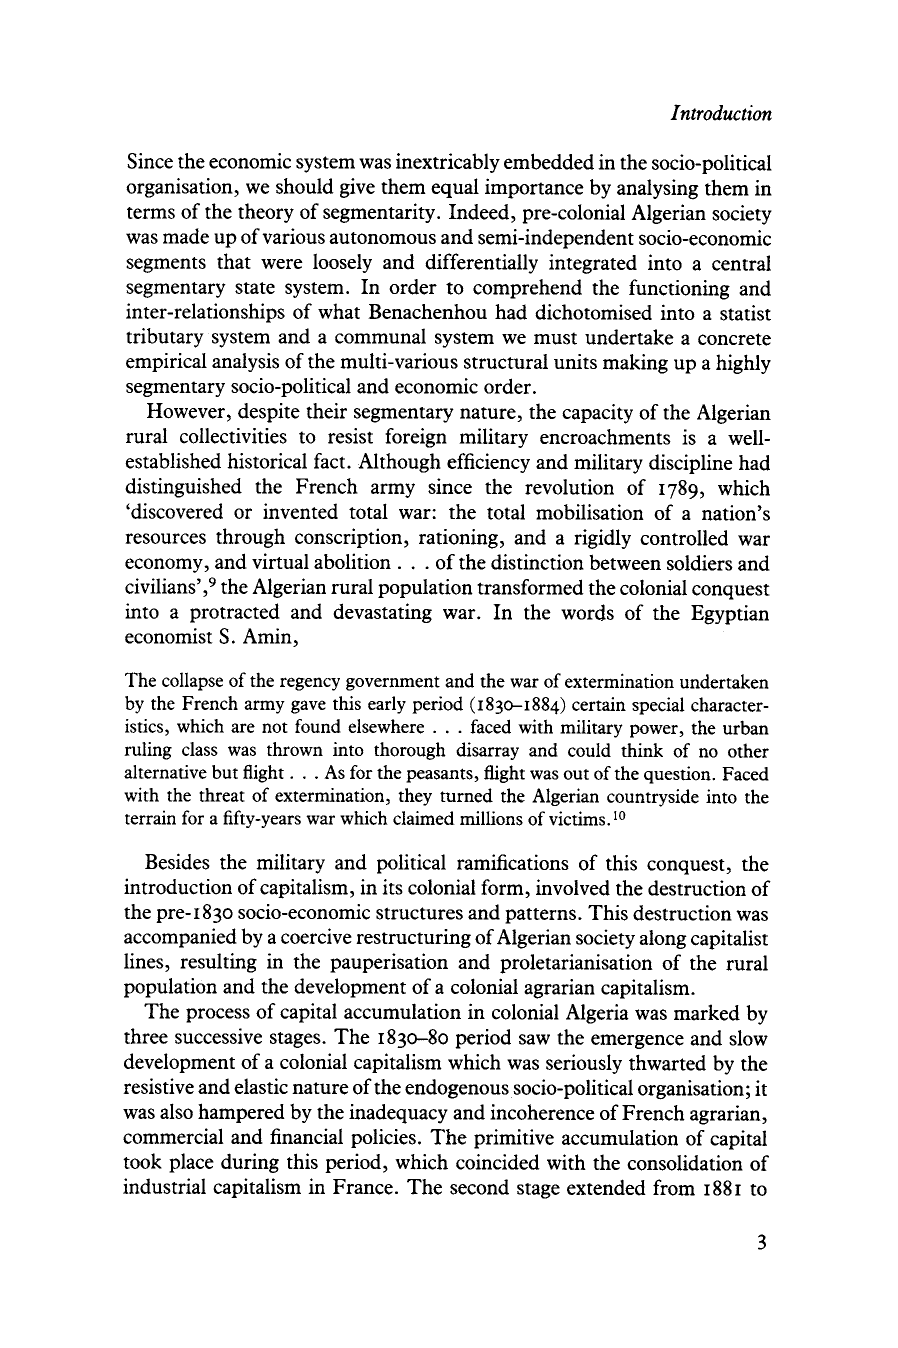 Introduction
Since the economic system was inextricably embedded in the socio-political
organisation, we should give them equal importance by analysing them in
terms of the theory of segmentarity. Indeed, pre-colonial Algerian society
was made up of various autonomous and semi-independent socio-economic
segments that were loosely and differentially integrated into a central
segmentary state system. In order to comprehend the functioning and
inter-relationships of what Benachenhou had dichotomised into a statist
tributary system and a communal system we must undertake a concrete
empirical analysis of the multi-various structural units making up a highly
segmentary socio-political and economic order.
However, despite their segmentary nature, the capacity of the Algerian
rural collectivities to resist foreign military encroachments is a well-
established historical fact. Although efficiency and military discipline had
distinguished the French army since the revolution of 1789, which
‘discovered or invented total war: the total mobilisation of a nation’s
resources through conscription, rationing, and a rigidly controlled war
economy, and virtual abolition . . . of the distinction between soldiers and
civilians’,⁹ the Algerian rural population transformed the colonial conquest
into a protracted and devastating war. In the words of the Egyptian
economist S. Amin,
The collapse of the regency government and the war of extermination undertaken
by the French army gave this early period (1830–1884) certain special character-
istics, which are not found elsewhere . . . faced with military power, the urban
ruling class was thrown into thorough disarray and could think of no other
alternative but flight . . . As for the peasants, flight was out of the question. Faced
with the threat of extermination, they turned the Algerian countryside into the
terrain for a fifty-years war which claimed millions of victims.¹⁰
Besides the military and political ramifications of this conquest, the
introduction of capitalism, in its colonial form, involved the destruction of
the pre-1830 socio-economic structures and patterns. This destruction was
accompanied by a coercive restructuring of Algerian society along capitalist
lines, resulting in the pauperisation and proletarianisation of the rural
population and the development of a colonial agrarian capitalism.
The process of capital accumulation in colonial Algeria was marked by
three successive stages. The 1830–80 period saw the emergence and slow
development of a colonial capitalism which was seriously thwarted by the
resistive and elastic nature of the endogenous socio-political organisation; it
was also hampered by the inadequacy and incoherence of French agrarian,
commercial and financial policies. The primitive accumulation of capital
took place during this period, which coincided with the consolidation of
industrial capitalism in France. The second stage extended from 1881 to
3